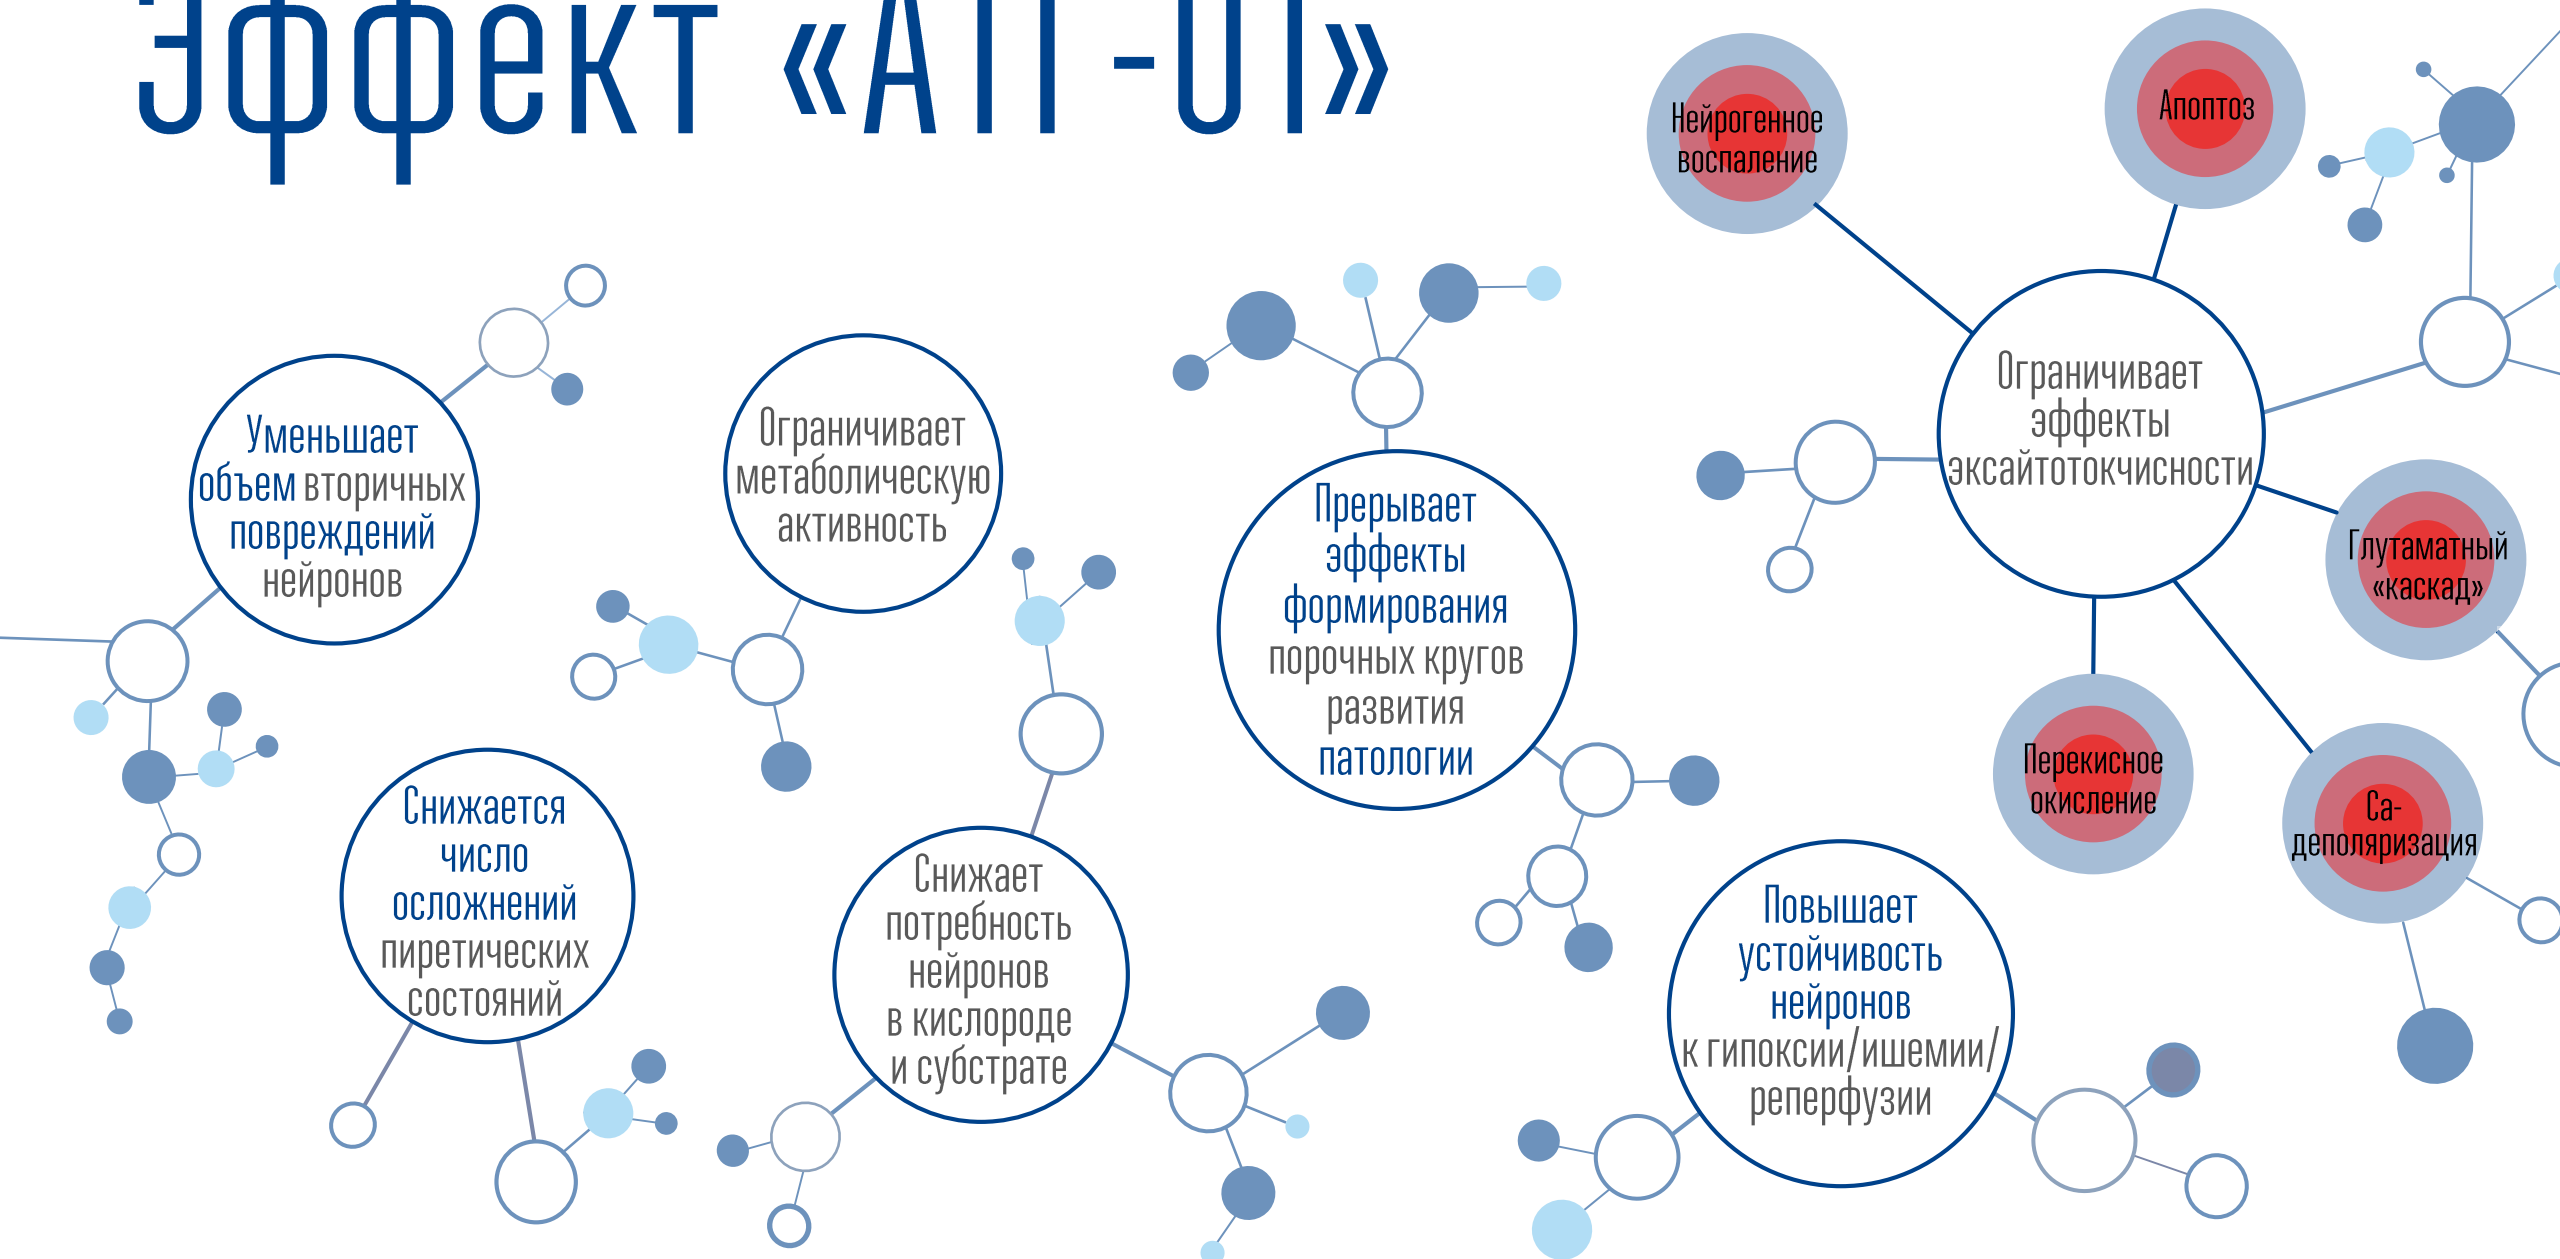 Эффект «АТГ-01»
Нейрогенное
воспаление
Апоптоз
Уменьшает
объем вторичных
повреждений
нейронов
Ограничивает
метаболическую
активность
Прерывает
эффекты
формирования
порочных кругов
развития
патологии
Ограничивает
эффекты
эксайтотокчисности
Глутаматный
«каскад»
Перекисное
окисление
Са-
деполяризация
Снижается
число
осложнений
пиретических
состояний
Снижает
потребность
нейронов
в кислороде
и субстрате
Повышает
устойчивость
нейронов
к гипоксии/ишемии/
реперфузии